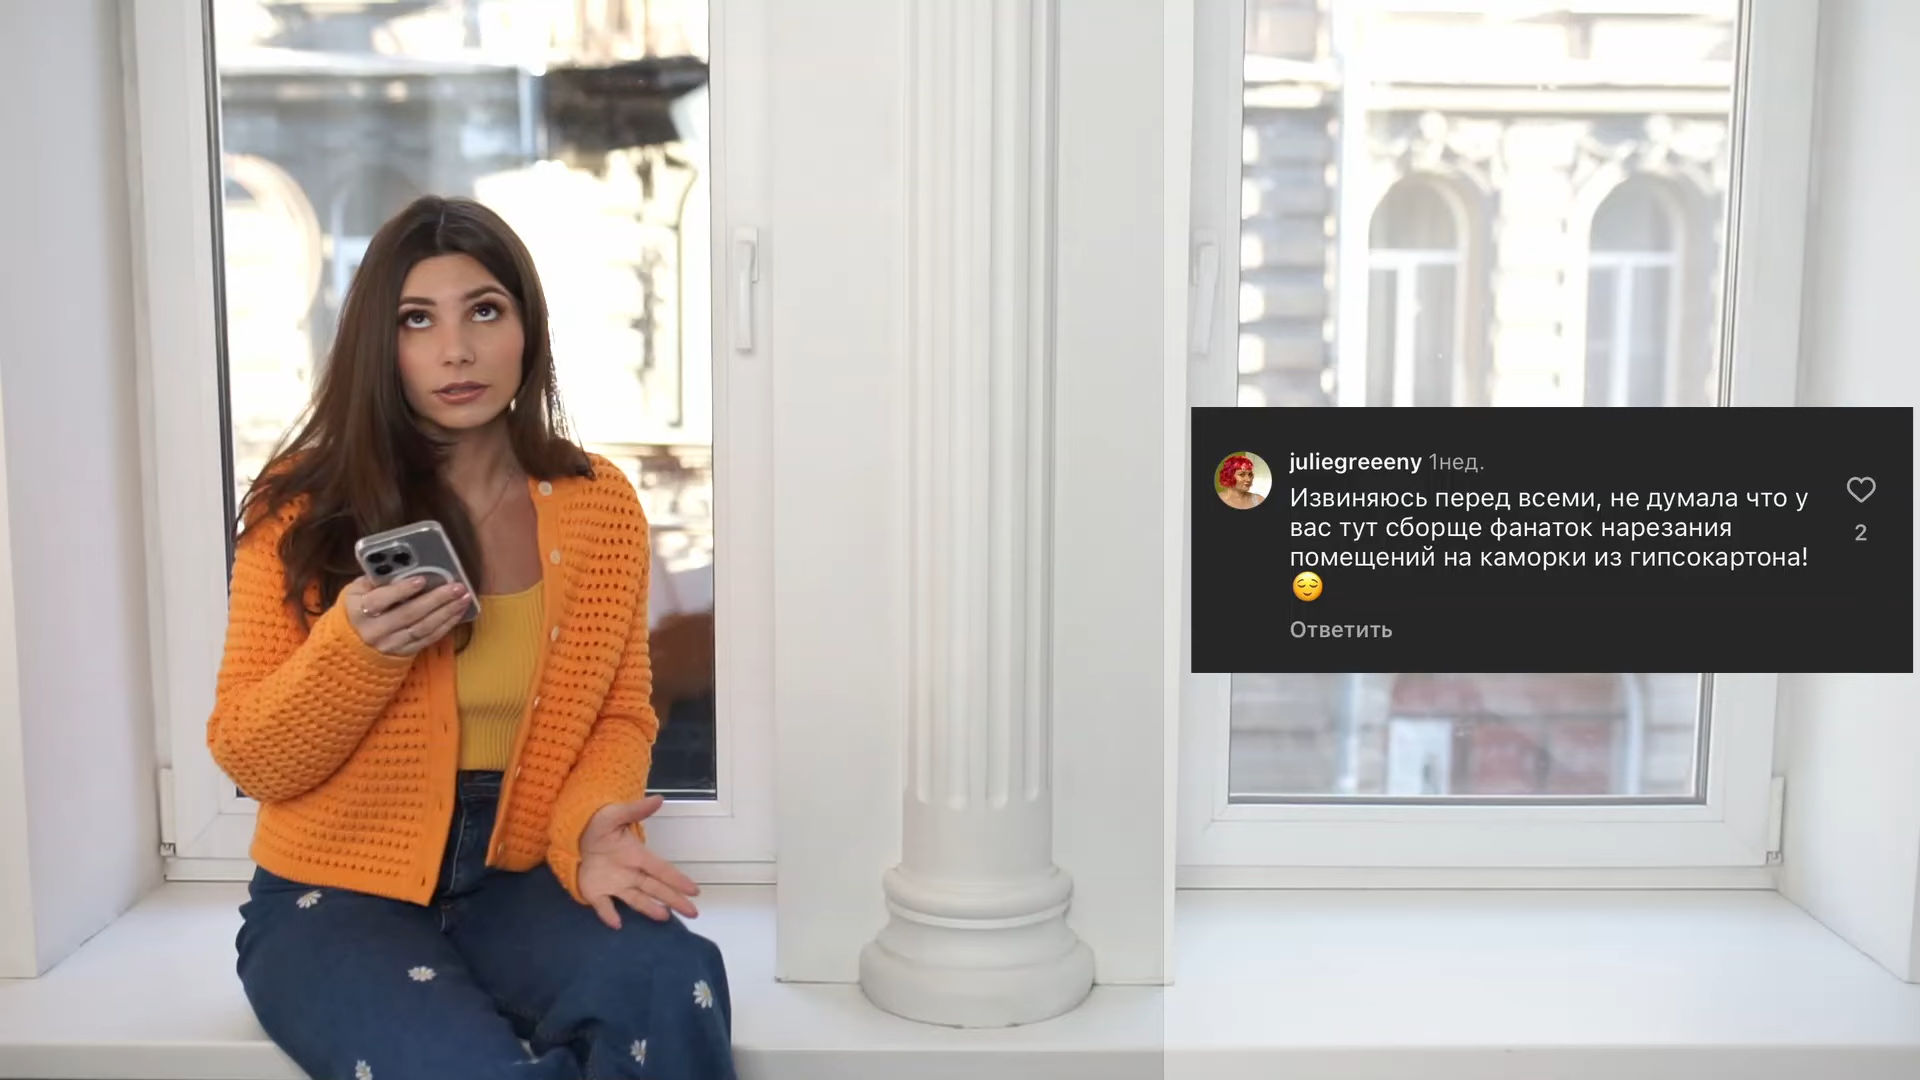 juliegreeeny 1нед.
Извиняюсь перед всеми, не думала что у
вас тут сборще фанаток нарезания
помещений на каморки из гипсокартона!
😌
2
Ответить